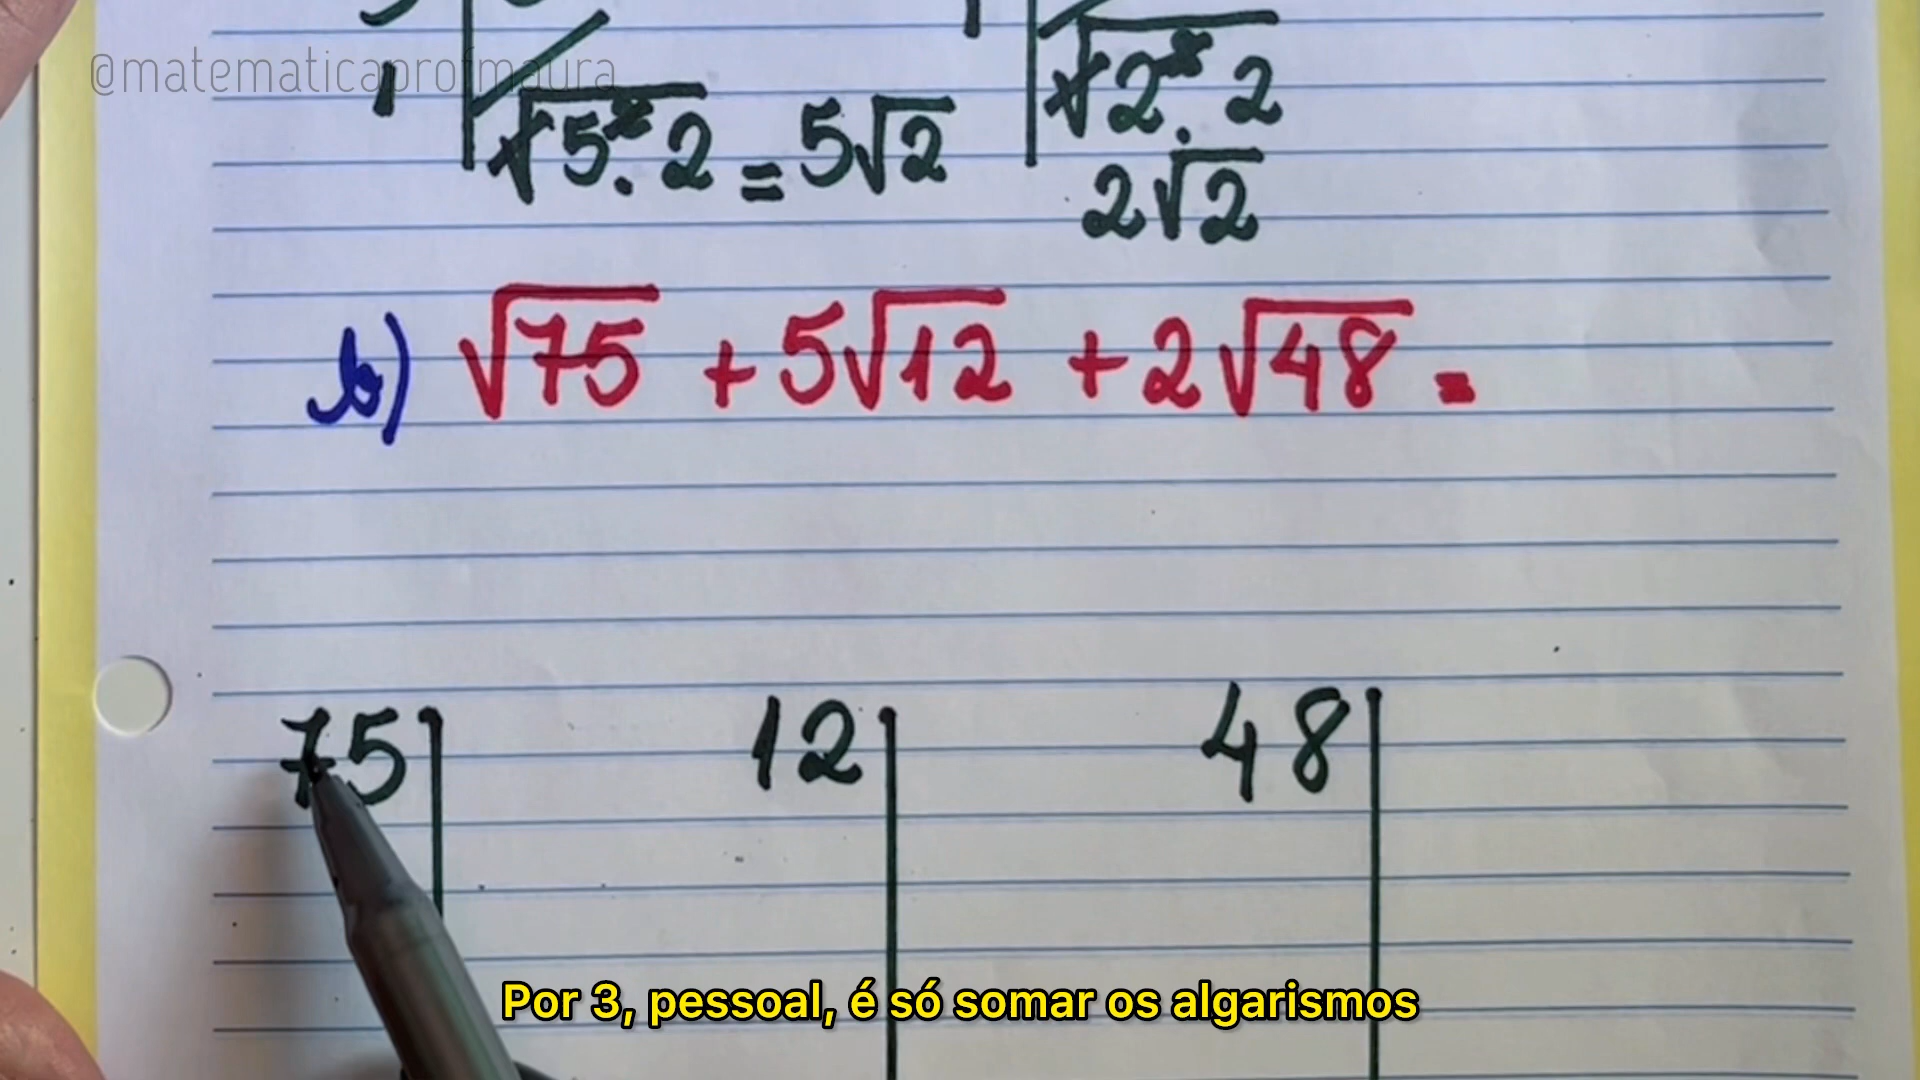 @matematicaprofmaura
1
√5². 2 = 5√2
√2². 2
2√2
b) √75 + 5√12 + 2√48 =
75 12 48
Por 3, pessoal, é só somar os algarismos